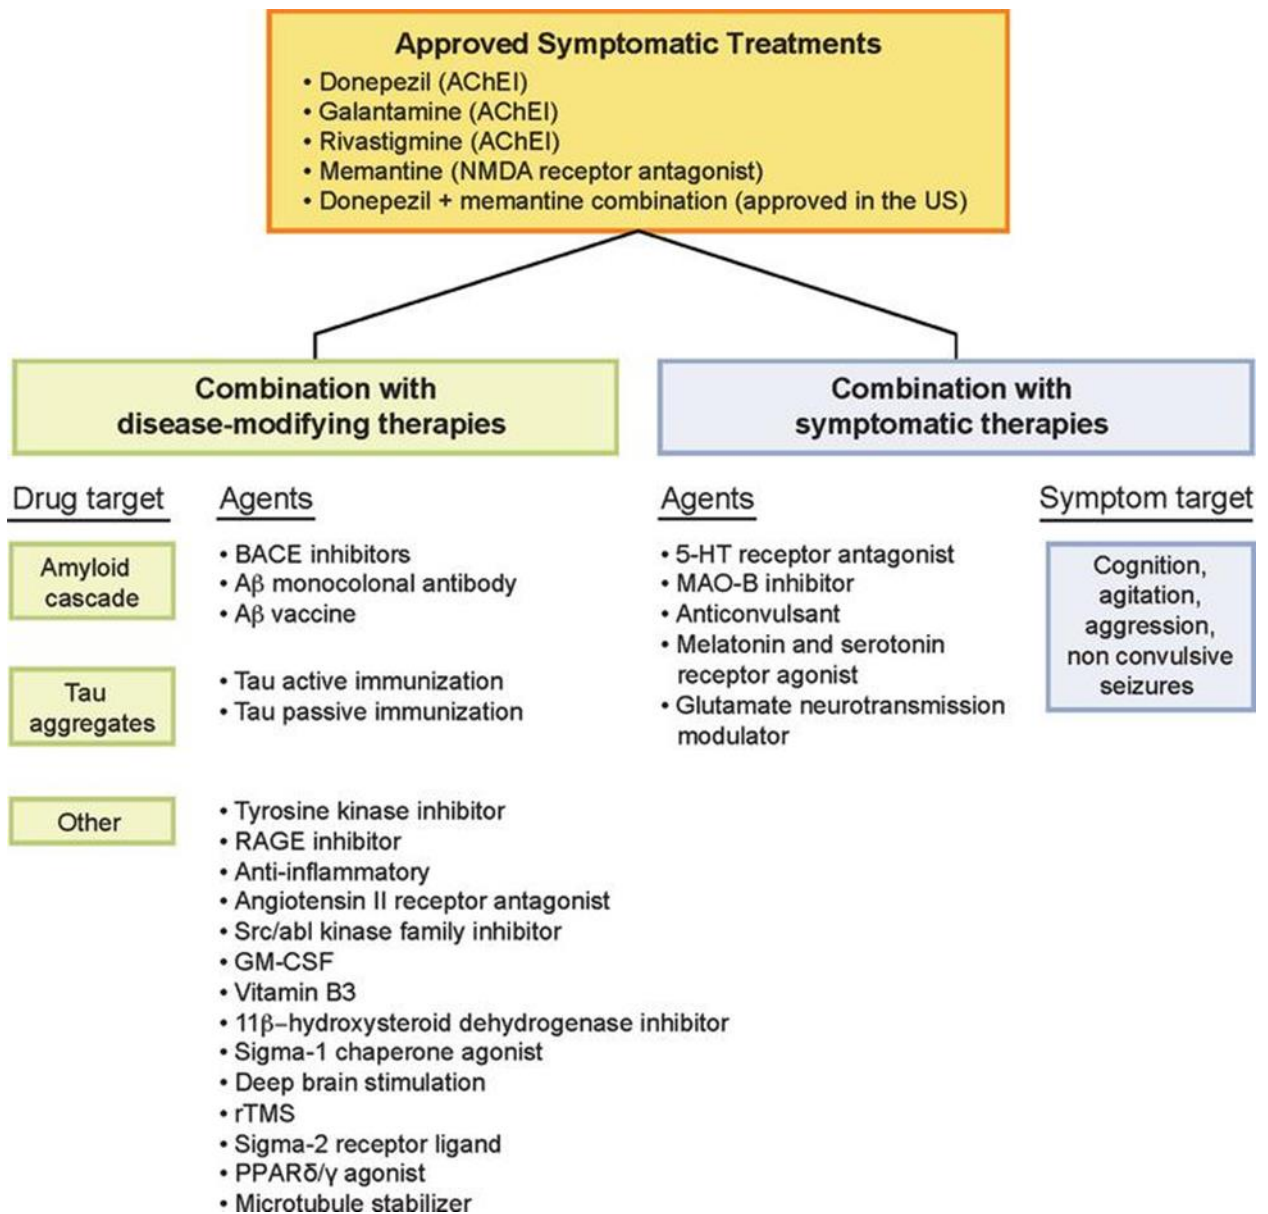 Approved Symptomatic Treatments
• Donepezil (AChEI)
• Galantamine (AChEI)
• Rivastigmine (AChEI)
• Memantine (NMDA receptor antagonist)
• Donepezil + memantine combination (approved in the US)
Combination with
disease-modifying therapies
Drug target
Agents
Amyloid
cascade
• BACE inhibitors
• Aβ monocolonal antibody
• Aβ vaccine
Tau
aggregates
• Tau active immunization
• Tau passive immunization
Other
• Tyrosine kinase inhibitor
• RAGE inhibitor
• Anti-inflammatory
• Angiotensin II receptor antagonist
• Src/abl kinase family inhibitor
• GM-CSF
• Vitamin B3
• 11β–hydroxysteroid dehydrogenase inhibitor
• Sigma-1 chaperone agonist
• Deep brain stimulation
• rTMS
• Sigma-2 receptor ligand
• PPARδ/γ agonist
• Microtubule stabilizer
Combination with
symptomatic therapies
Agents
• 5-HT receptor antagonist
• MAO-B inhibitor
• Anticonvulsant
• Melatonin and serotonin
receptor agonist
• Glutamate neurotransmission
modulator
Symptom target
Cognition,
agitation,
aggression,
non convulsive
seizures